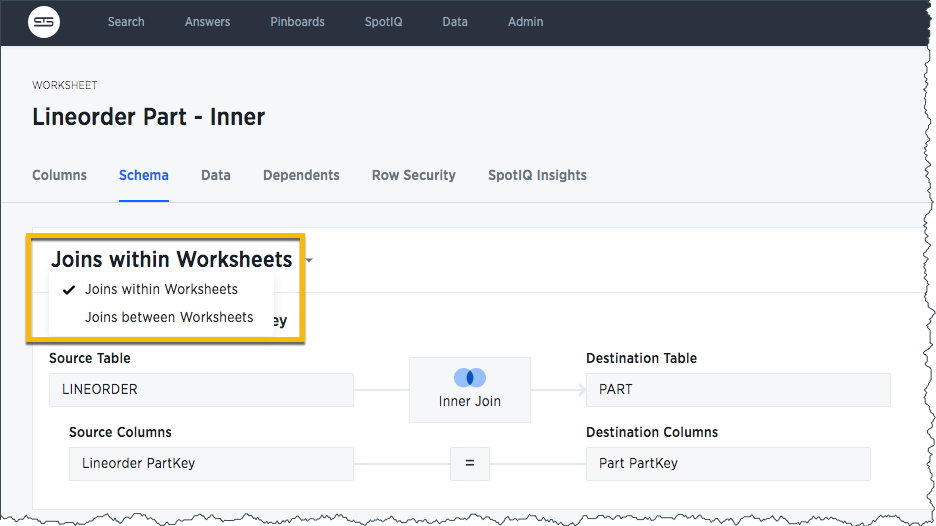 Search Answers Pinboards SpotIQ Data Admin
WORKSHEET
Lineorder Part - Inner
Columns Schema Data Dependents Row Security SpotIQ Insights
Joins within Worksheets
Joins within Worksheets
Joins between Worksheets
ey
Source Table Destination Table
LINEORDER Inner Join PART
Source Columns Destination Columns
Lineorder PartKey = Part PartKey